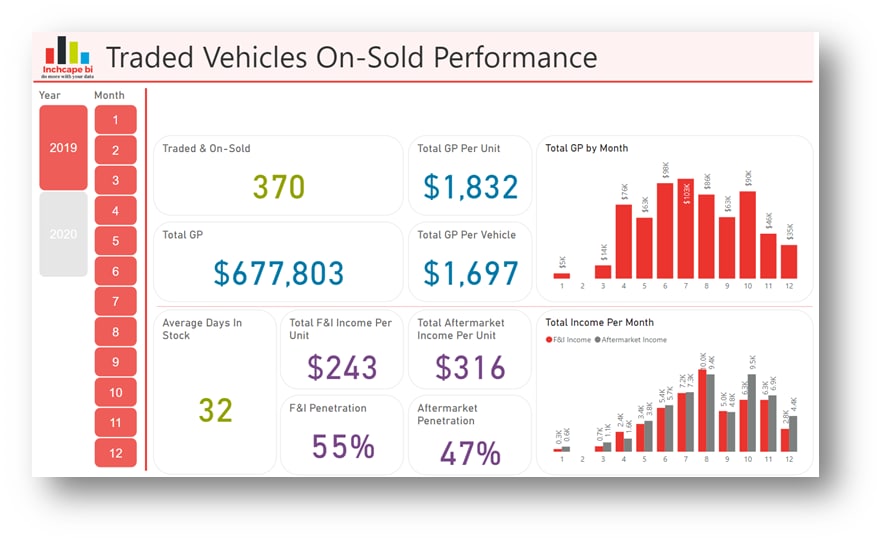 Traded Vehicles On-Sold Performance
Inchcape bi
do more with your data
Year
Month
2019
2020
1
2
3
4
5
6
7
8
9
10
11
12
Traded & On-Sold
370
Total GP Per Unit
$1,832
Total GP
$677,803
Total GP Per Vehicle
$1,697
Total GP by Month
$5K
$14K
$76K
$63K
$98K
$103K
$86K
$63K
$90K
$46K
$35K
1 2 3 4 5 6 7 8 9 10 11 12
Average Days In
Stock
32
Total F&I Income Per
Unit
$243
Total Aftermarket
Income Per Unit
$316
F&I Penetration
55%
Aftermarket
Penetration
47%
Total Income Per Month
F&I Income Aftermarket Income
0.3K
0.6K
0.7K
1.1K
2.4K
1.6K
3.4K
3.8K
5.4K
5.7K
7.2K
7.3K
10.0K
9.4K
5.0K
4.8K
6.3K
9.5K
6.3K
6.9K
2.8K
4.4K
1 2 3 4 5 6 7 8 9 10 11 12